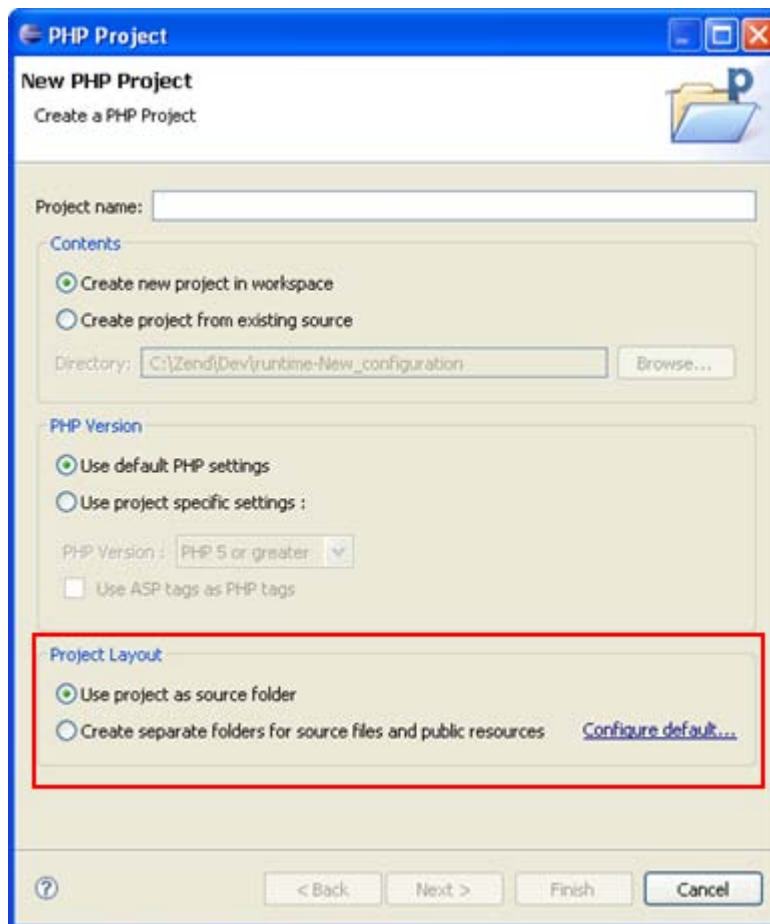 PHP Project
New PHP Project
Create a PHP Project
Project name:
Contents
Create new project in workspace
Create project from existing source
Directory: C:\Zend\Dev\runtime-New_configuration Browse...
PHP Version
Use default PHP settings
Use project specific settings :
PHP Version : PHP 5 or greater
Use ASP tags as PHP tags
Project Layout
Use project as source folder
Create separate folders for source files and public resources Configure default...
? < Back Next > Finish Cancel